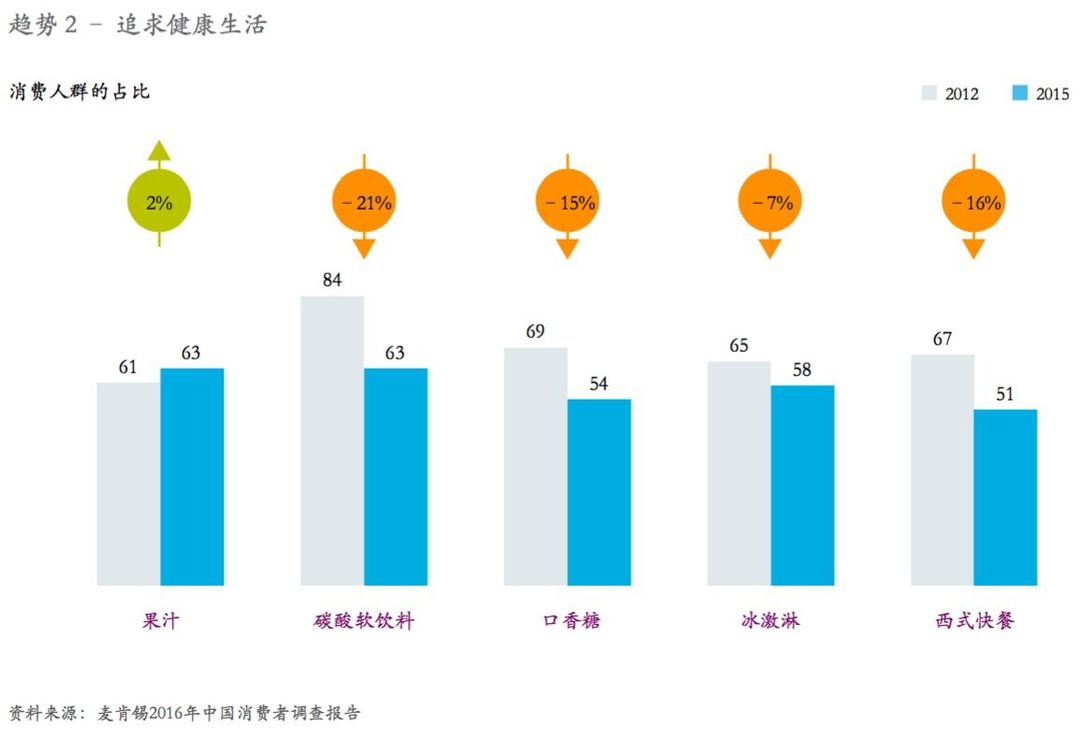 趋势 2 – 追求健康生活
消费人群的占比
2012 2015
2% – 21% – 15% – 7% – 16%
84
69
67
65
61 63 63
58
54
51
果汁 碳酸软饮料 口香糖 冰激淋 西式快餐
资料来源：麦肯锡2016年中国消费者调查报告